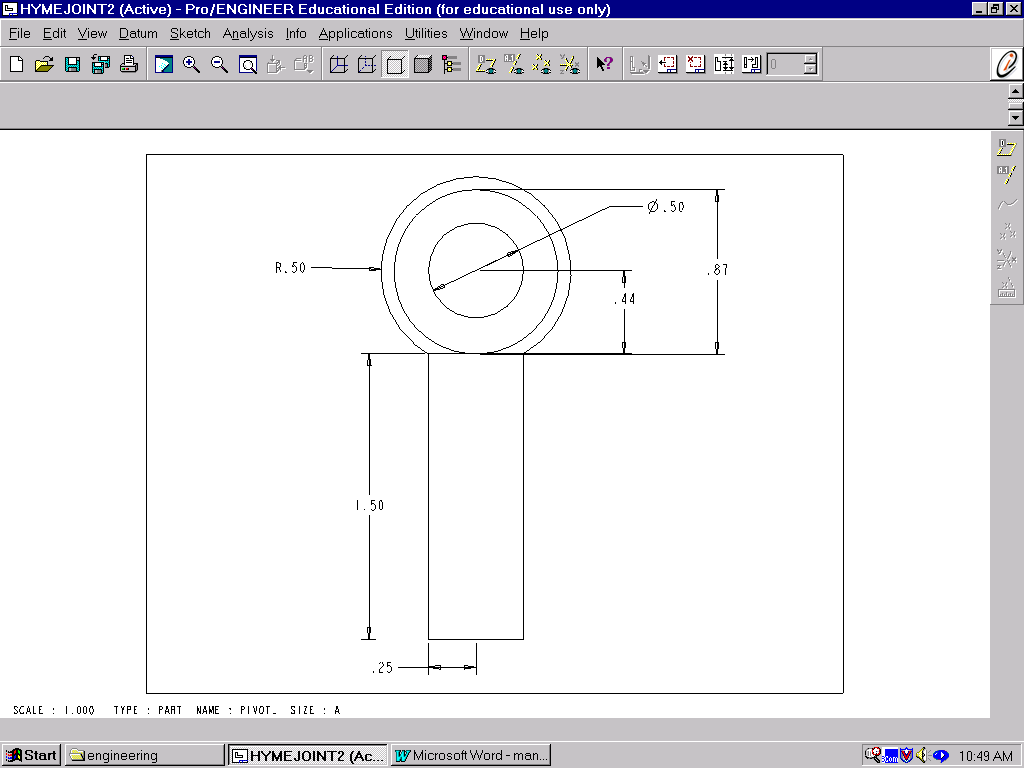 HYMEJOINT2 (Active) - Pro/ENGINEER Educational Edition (for educational use only)
File Edit View Datum Sketch Analysis Info Applications Utilities Window Help
0
Ø.50
R.50
.87
.44
1.50
.25
SCALE : 1.000 TYPE : PART NAME : PIVOT_ SIZE : A
Start engineering HYMEJOINT2 (Ac... Microsoft Word - man... 10:49 AM